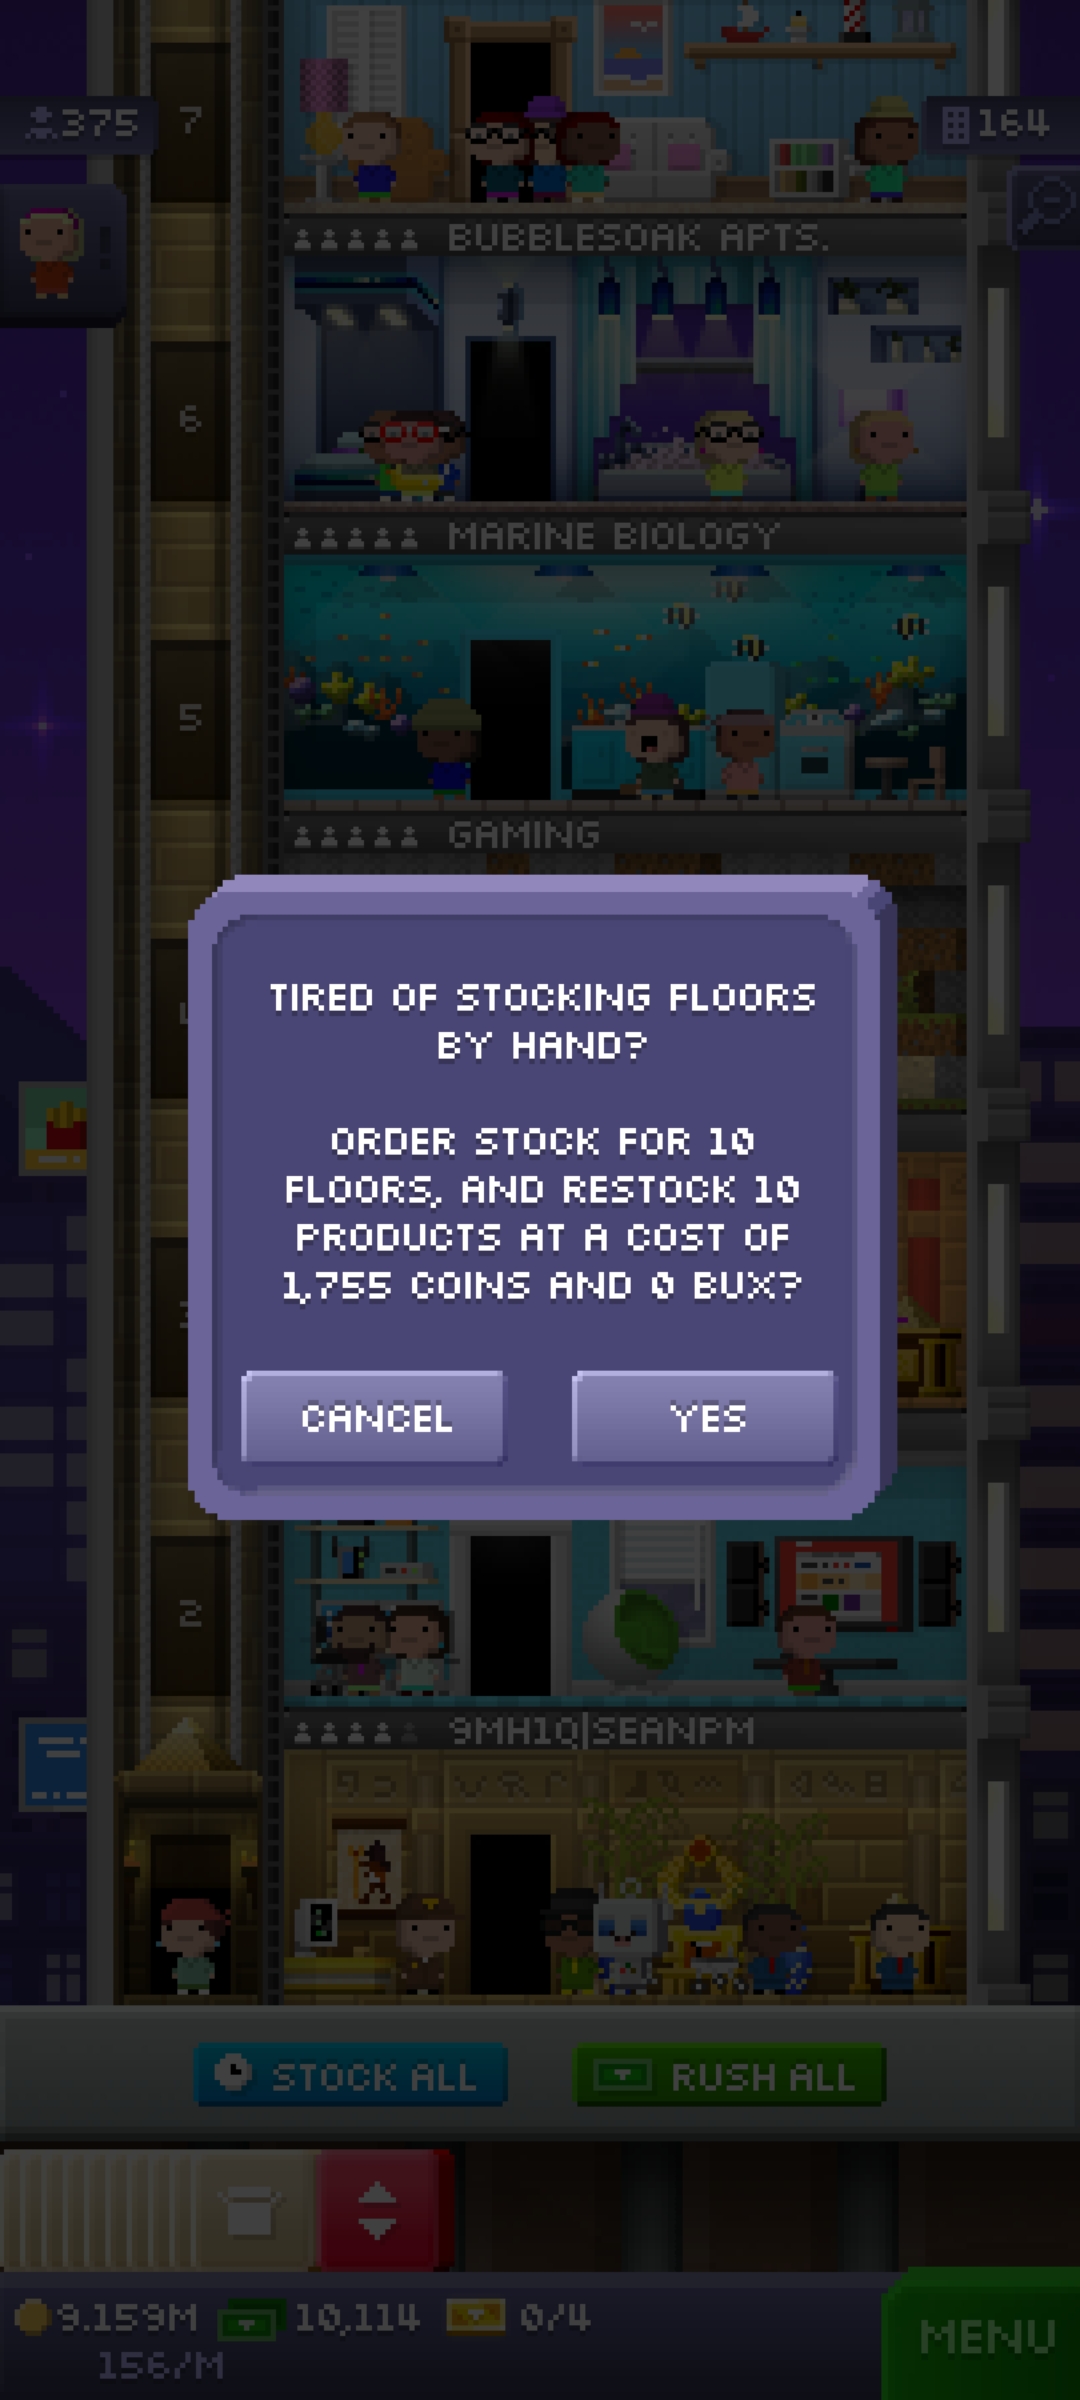 375
7
164
BUBBLESOAK APTS.
6
MARINE BIOLOGY
5
GAMING
TIRED OF STOCKING FLOORS
BY HAND?
ORDER STOCK FOR 10
FLOORS, AND RESTOCK 10
PRODUCTS AT A COST OF
1,755 COINS AND 0 BUX?
CANCEL
YES
2
9MH1Q|SEANPM
STOCK ALL
RUSH ALL
9.159M
10,114
0/4
156/M
MENU